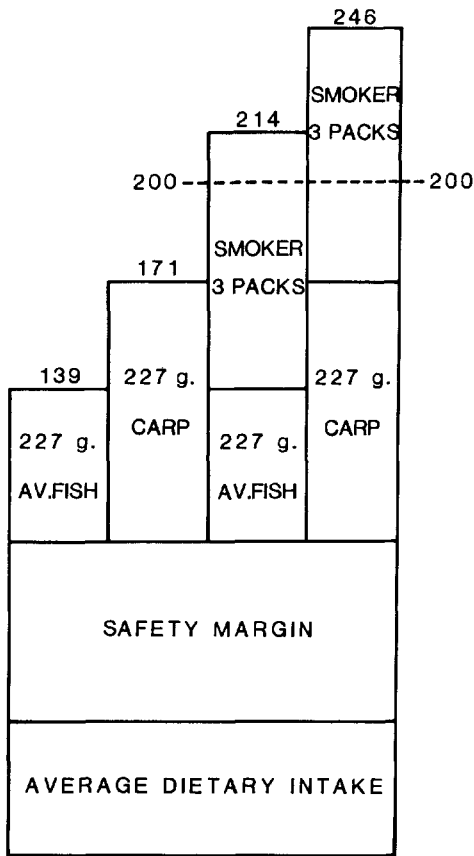 246
SMOKER
3 PACKS
214
200 200
SMOKER
3 PACKS
171
139
227 g.
CARP
227 g.
CARP
227 g.
AV.FISH
227 g.
AV.FISH
SAFETY MARGIN
AVERAGE DIETARY INTAKE